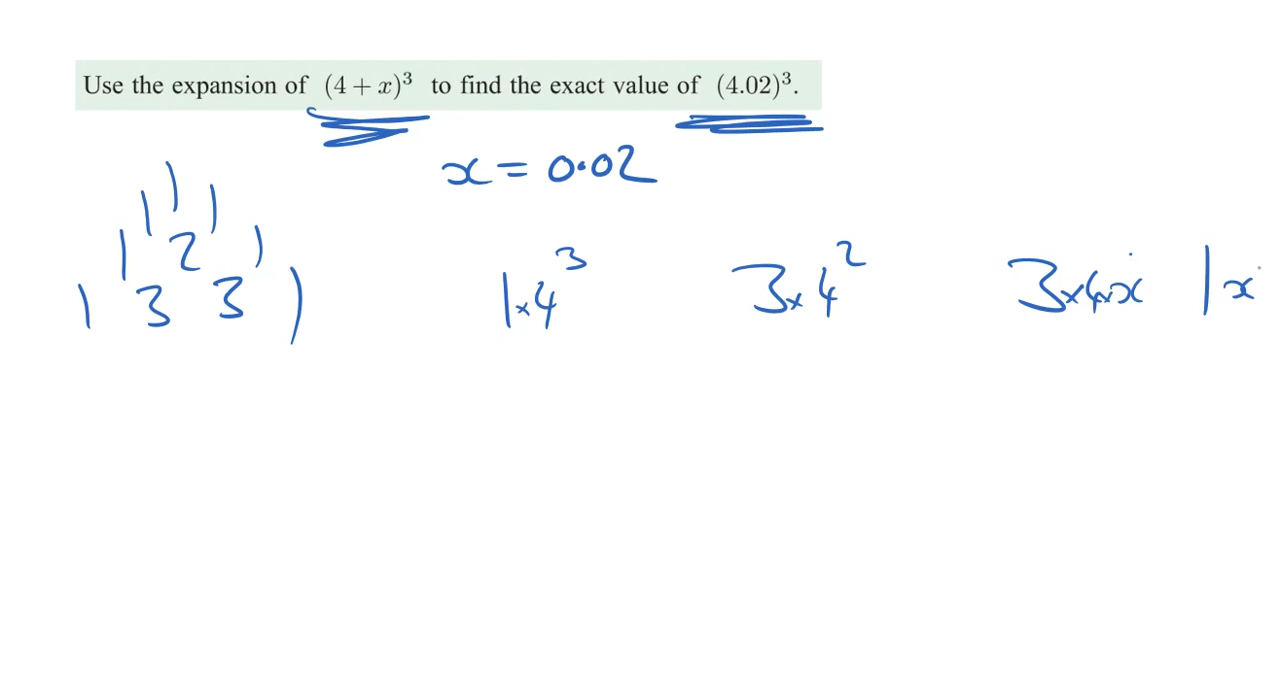 Use the expansion of (4 + x)³ to find the exact value of (4.02)³.
x = 0.02
1
1 1
1 2 1
1 3 3 1
1×4³ 3×4² 3×4×x 1x